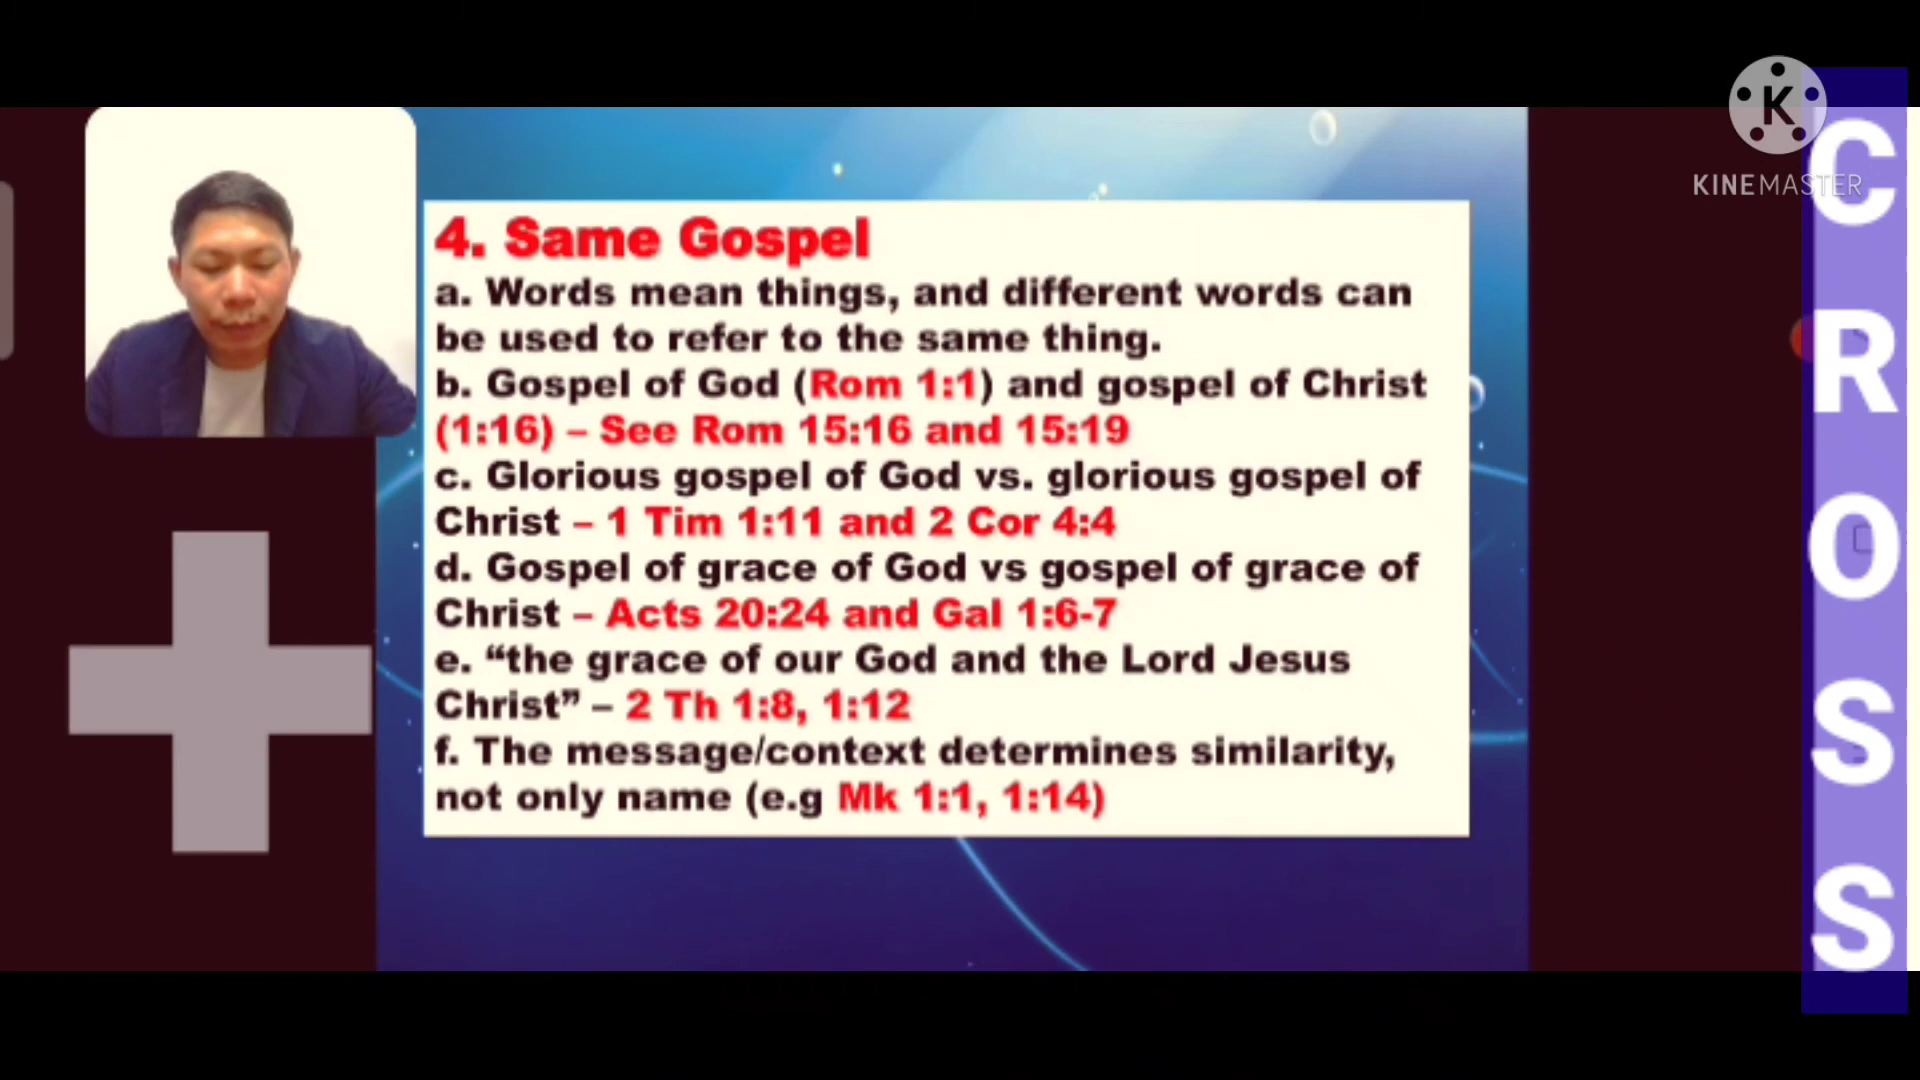 4. Same Gospel
a. Words mean things, and different words can
be used to refer to the same thing.
b. Gospel of God (Rom 1:1) and gospel of Christ
(1:16) – See Rom 15:16 and 15:19
c. Glorious gospel of God vs. glorious gospel of
Christ – 1 Tim 1:11 and 2 Cor 4:4
d. Gospel of grace of God vs gospel of grace of
Christ – Acts 20:24 and Gal 1:6-7
e. “the grace of our God and the Lord Jesus
Christ” – 2 Th 1:8, 1:12
f. The message/context determines similarity,
not only name (e.g Mk 1:1, 1:14)
K
KINEMASTER
CROSS